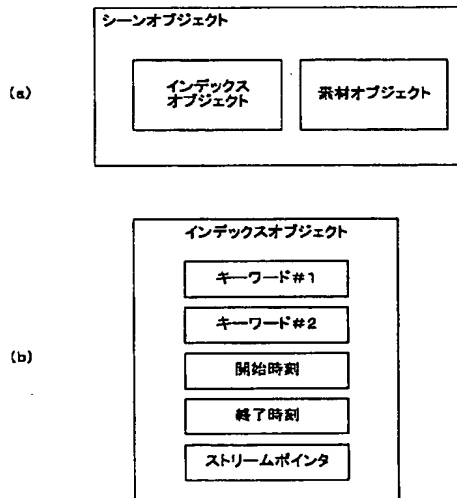 シーンオブジェクト
(a)
インデックス
オブジェクト
素材オブジェクト
インデックスオブジェクト
キーワード#1
キーワード#2
(b)
開始時刻
終了時刻
ストリームポインタ